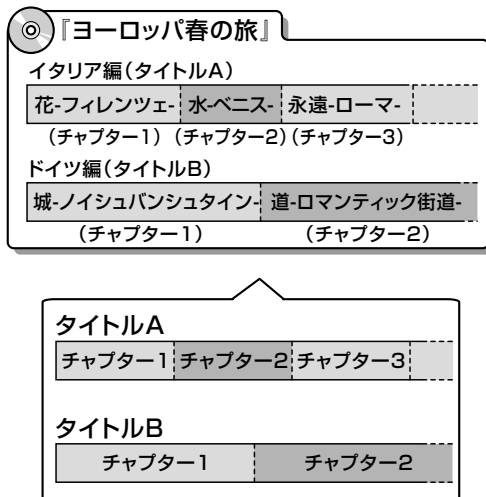 『ヨーロッパ春の旅』
イタリア編(タイトルA)
花-フィレンツェ- 水-ベニス- 永遠-ローマ-
(チャプター1) (チャプター2) (チャプター3)
ドイツ編(タイトルB)
城-ノイシュバンシュタイン- 道-ロマンティック街道-
(チャプター1) (チャプター2)
タイトルA
チャプター1 チャプター2 チャプター3
タイトルB
チャプター1 チャプター2